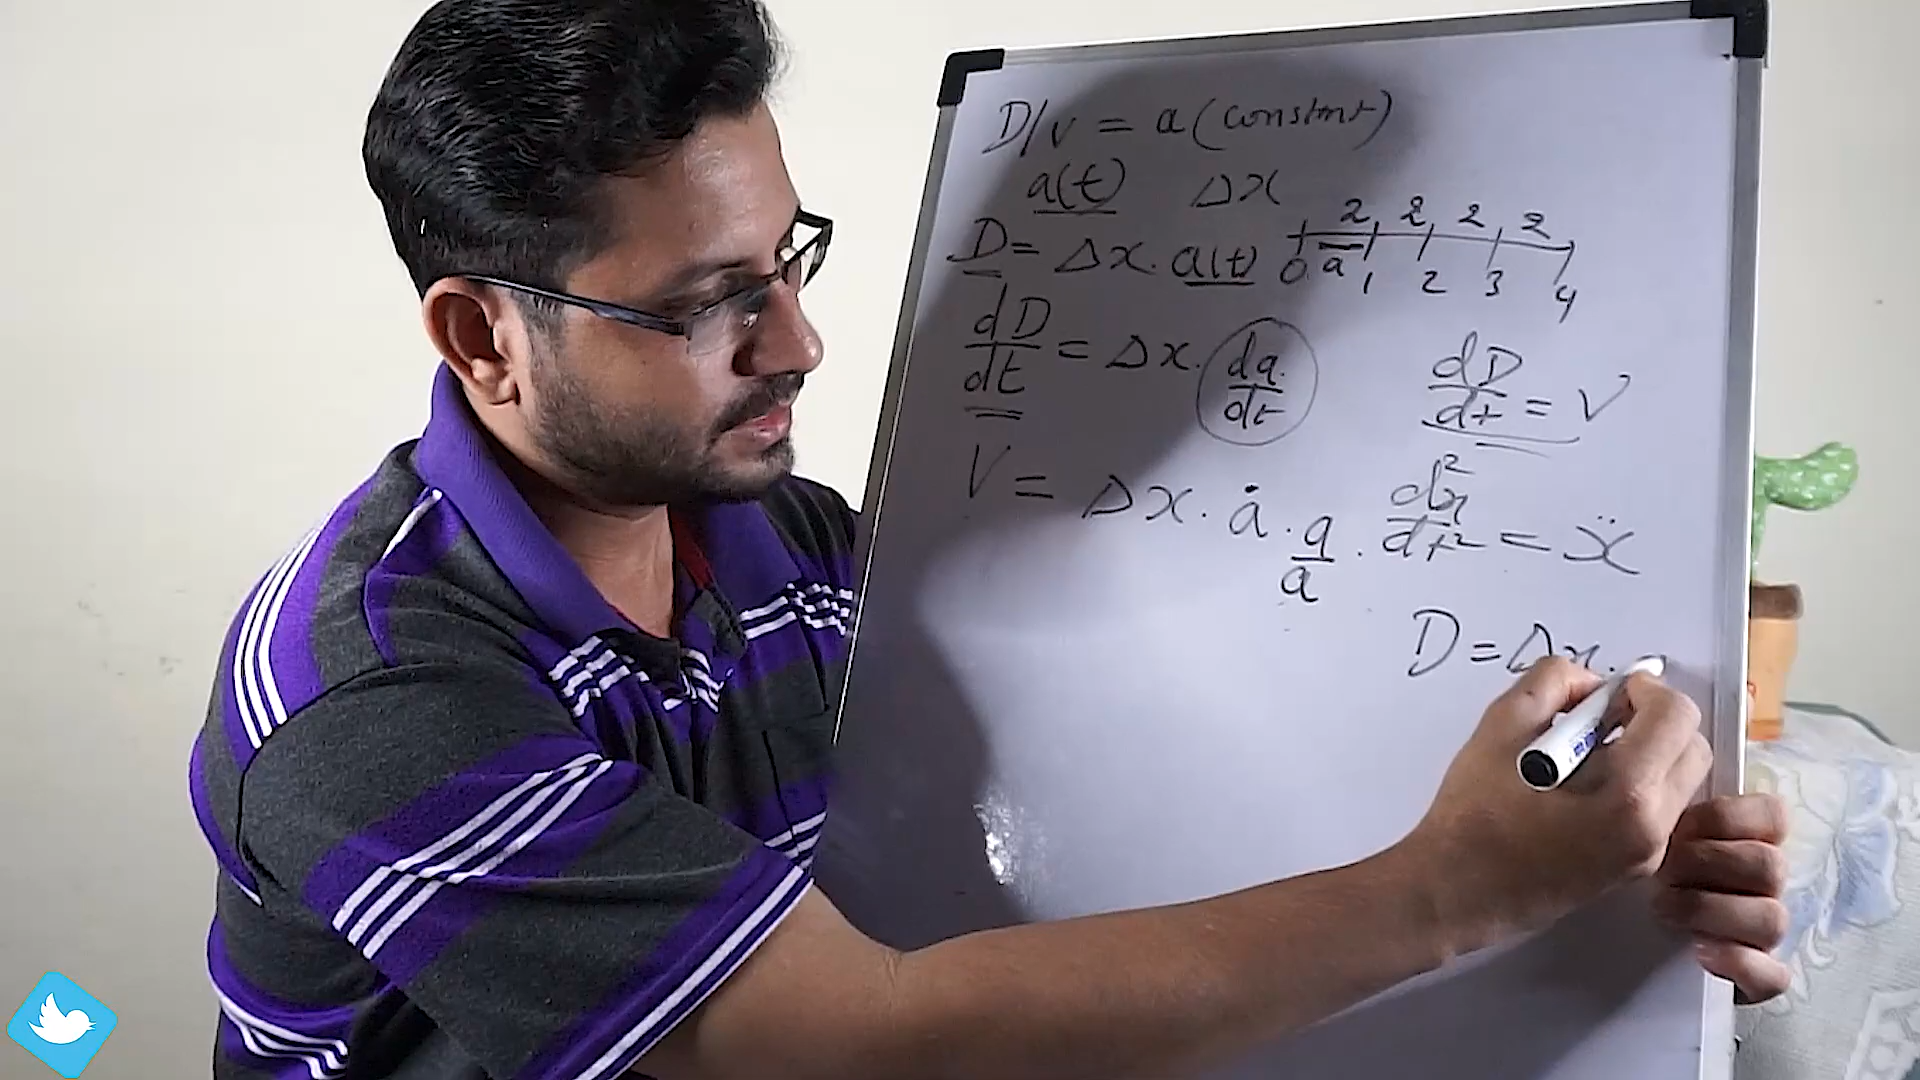 D/V = a (constant)
a(t) Δx
D = Δx . a(t)
2 2 2 2
0 a 1 2 3 4
dD/dt = Δx . da/dt
dD/dt = V
V = Δx . ȧ . a/a .
d²x/dt² = ẍ
D = Δx .